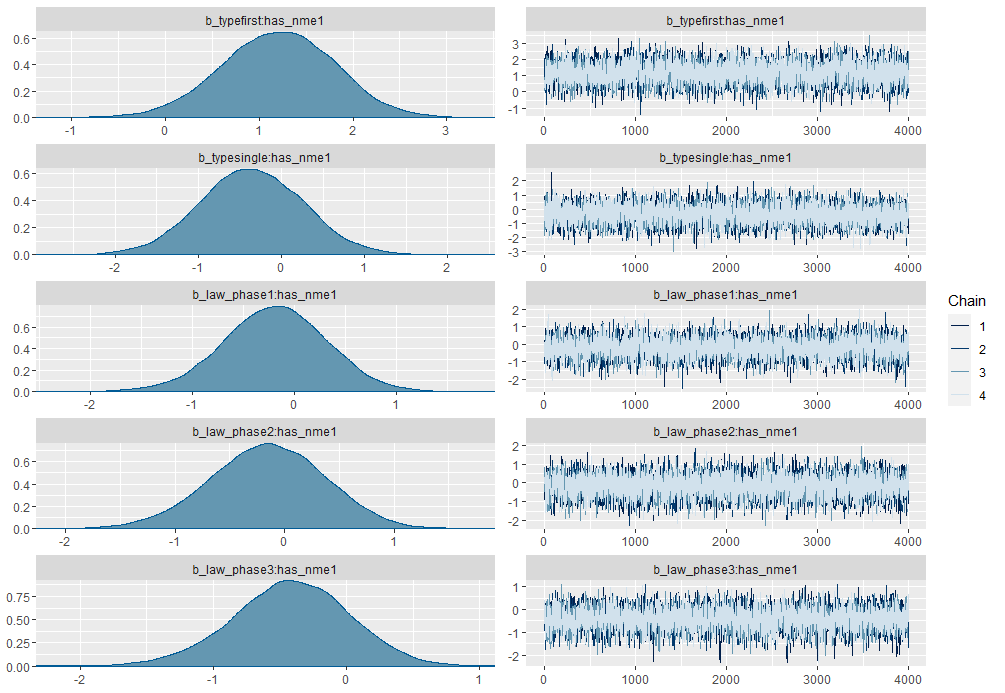 b_typefirst:has_nme1
b_typefirst:has_nme1
0.6
0.4
0.2
0.0
-1 0 1 2 3
3
2
1
0
-1
0 1000 2000 3000 4000
b_typesingle:has_nme1
b_typesingle:has_nme1
0.6
0.4
0.2
0.0
-2 -1 0 1 2
2
1
0
-1
-2
-3
0 1000 2000 3000 4000
b_law_phase1:has_nme1
b_law_phase1:has_nme1
0.6
0.4
0.2
0.0
-2 -1 0 1
2
1
0
-1
-2
0 1000 2000 3000 4000
b_law_phase2:has_nme1
b_law_phase2:has_nme1
0.6
0.4
0.2
0.0
-2 -1 0 1
2
1
0
-1
-2
0 1000 2000 3000 4000
b_law_phase3:has_nme1
b_law_phase3:has_nme1
0.75
0.50
0.25
0.00
-2 -1 0 1
1
0
-1
-2
0 1000 2000 3000 4000
Chain
1
2
3
4